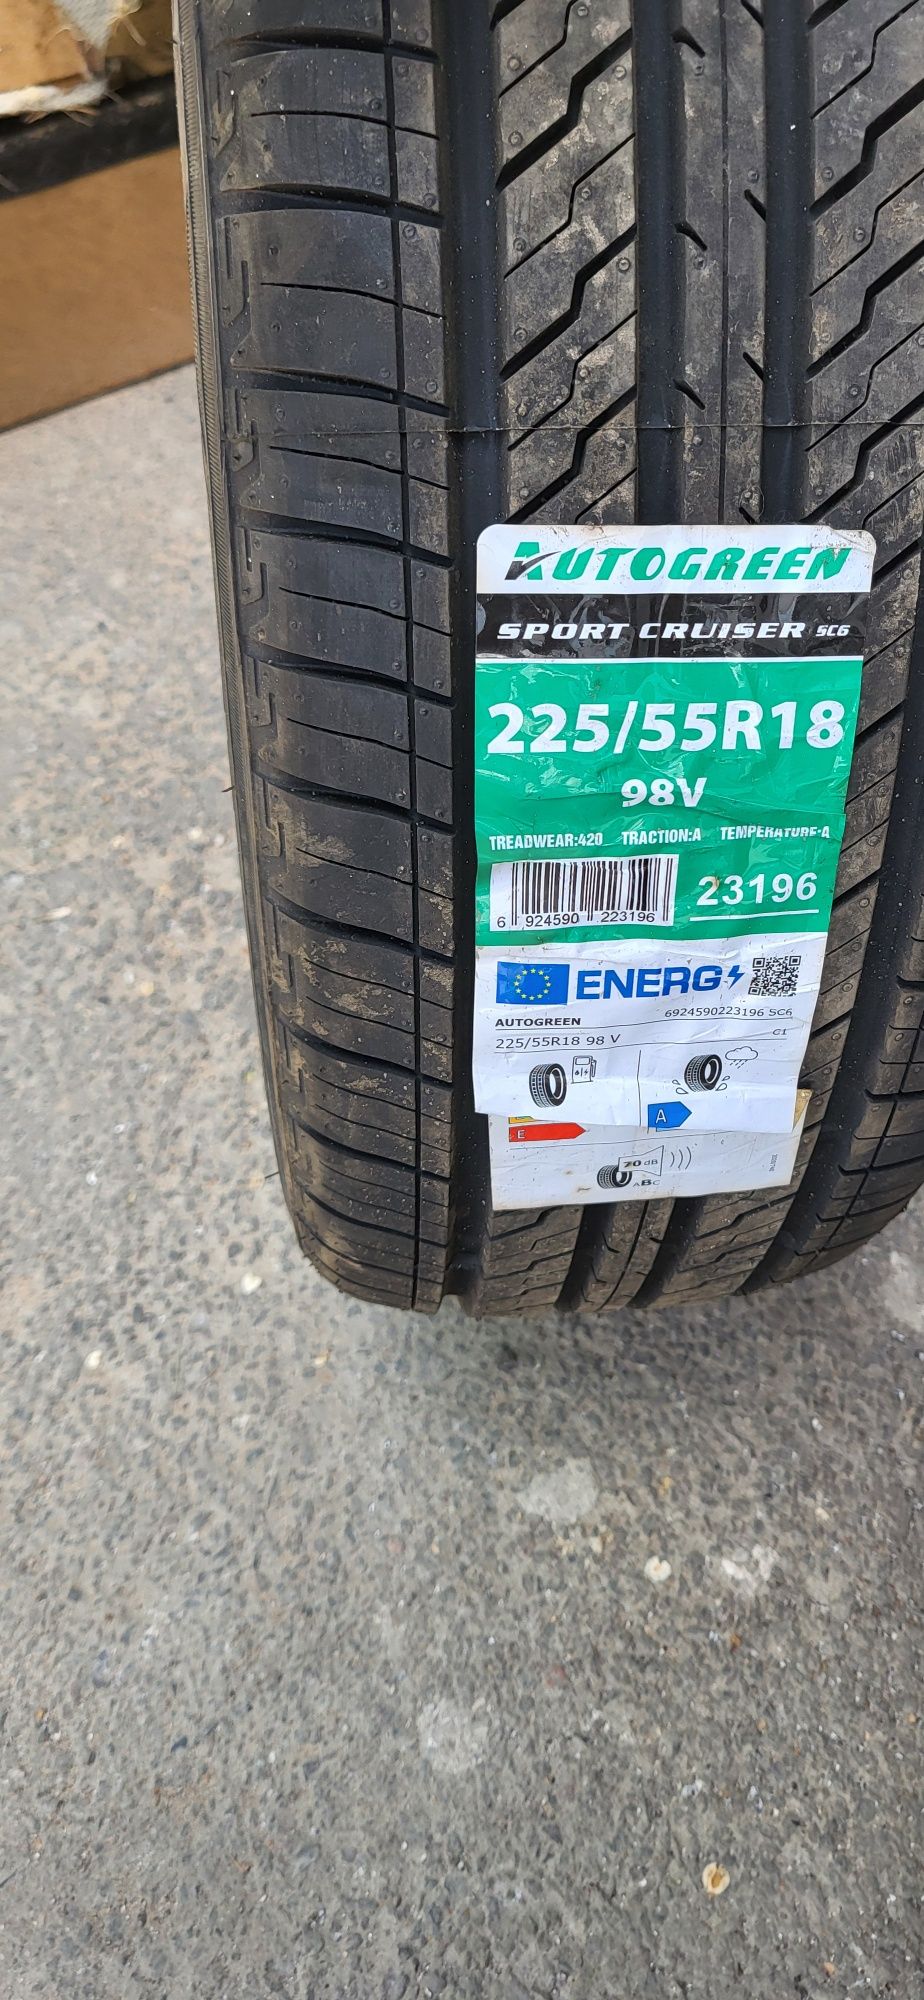 AUTOGREEN
SPORT CRUISER SC6
225/55R18
98V
TREADWEAR:420 TRACTION:A TEMPERATURE:A
6 924590 223196
23196
ENERG
AUTOGREEN 6924590223196 SC6
225/55R18 98 V C1
A
E
70 dB
ABC